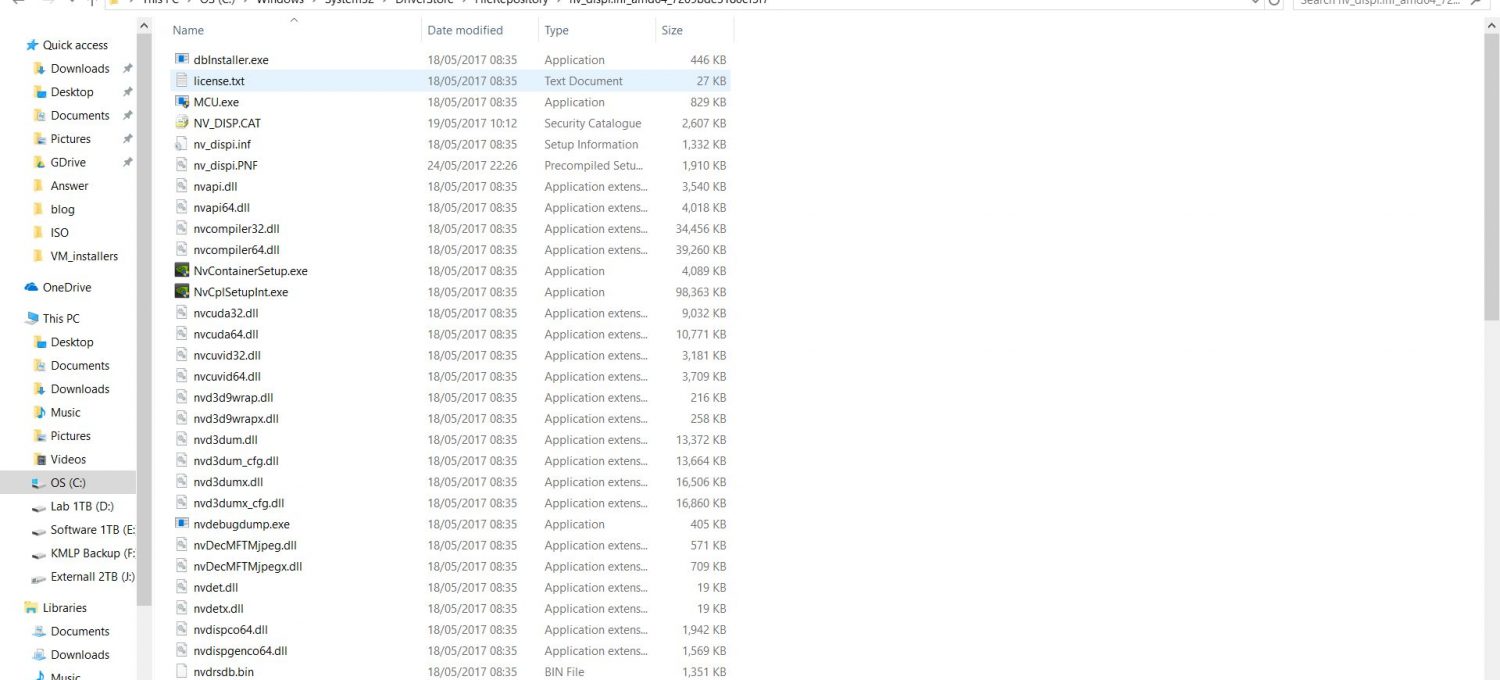 This PC > OS (C:) > Windows > System32 > DriverStore > FileRepository >
Name Date modified Type Size
Quick access
Downloads
Desktop
Documents
Pictures
GDrive
Answer
blog
ISO
VM_installers
OneDrive
This PC
Desktop
Documents
Downloads
Music
Pictures
Videos
OS (C:)
Lab 1TB (D:)
Software 1TB (E:
KMLP Backup (F:
Externall 2TB (J:)
Libraries
Documents
Downloads
Music
dbInstaller.exe 18/05/2017 08:35 Application 446 KB
license.txt 18/05/2017 08:35 Text Document 27 KB
MCU.exe 18/05/2017 08:35 Application 829 KB
NV_DISP.CAT 19/05/2017 10:12 Security Catalogue 2,607 KB
nv_dispi.inf 18/05/2017 08:35 Setup Information 1,332 KB
nv_dispi.PNF 24/05/2017 22:26 Precompiled Setu... 1,910 KB
nvapi.dll 18/05/2017 08:35 Application extens... 3,540 KB
nvapi64.dll 18/05/2017 08:35 Application extens... 4,018 KB
nvcompiler32.dll 18/05/2017 08:35 Application extens... 34,456 KB
nvcompiler64.dll 18/05/2017 08:35 Application extens... 39,260 KB
NvContainerSetup.exe 18/05/2017 08:35 Application 4,089 KB
NvCplSetupInt.exe 18/05/2017 08:35 Application 98,363 KB
nvcuda32.dll 18/05/2017 08:35 Application extens... 9,032 KB
nvcuda64.dll 18/05/2017 08:35 Application extens... 10,771 KB
nvcuvid32.dll 18/05/2017 08:35 Application extens... 3,181 KB
nvcuvid64.dll 18/05/2017 08:35 Application extens... 3,709 KB
nvd3d9wrap.dll 18/05/2017 08:35 Application extens... 216 KB
nvd3d9wrapx.dll 18/05/2017 08:35 Application extens... 258 KB
nvd3dum.dll 18/05/2017 08:35 Application extens... 13,372 KB
nvd3dum_cfg.dll 18/05/2017 08:35 Application extens... 13,664 KB
nvd3dumx.dll 18/05/2017 08:35 Application extens... 16,506 KB
nvd3dumx_cfg.dll 18/05/2017 08:35 Application extens... 16,860 KB
nvdebugdump.exe 18/05/2017 08:35 Application 405 KB
nvDecMFTMjpeg.dll 18/05/2017 08:35 Application extens... 571 KB
nvDecMFTMjpegx.dll 18/05/2017 08:35 Application extens... 709 KB
nvdet.dll 18/05/2017 08:35 Application extens... 19 KB
nvdetx.dll 18/05/2017 08:35 Application extens... 19 KB
nvdispco64.dll 18/05/2017 08:35 Application extens... 1,942 KB
nvdispgenco64.dll 18/05/2017 08:35 Application extens... 1,569 KB
nvdrsdb.bin 18/05/2017 08:35 BIN File 1,351 KB